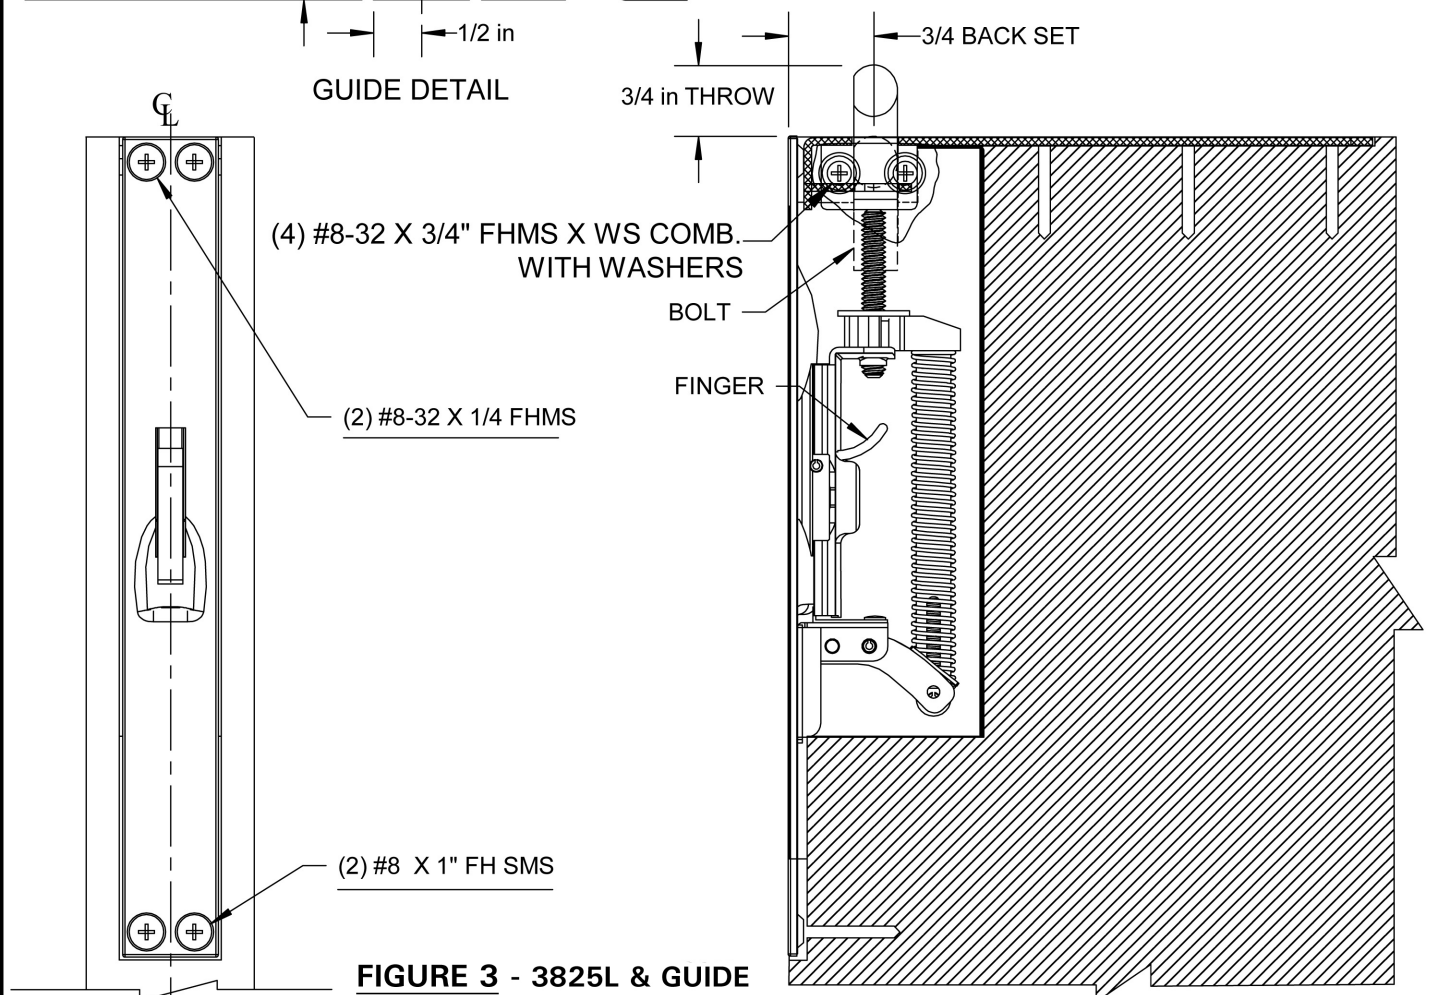 1/2 in
3/4 BACK SET
GUIDE DETAIL
3/4 in THROW
℄
(4) #8-32 X 3/4" FHMS X WS COMB.
WITH WASHERS
BOLT
FINGER
(2) #8-32 X 1/4 FHMS
(2) #8 X 1" FH SMS
FIGURE 3 - 3825L & GUIDE